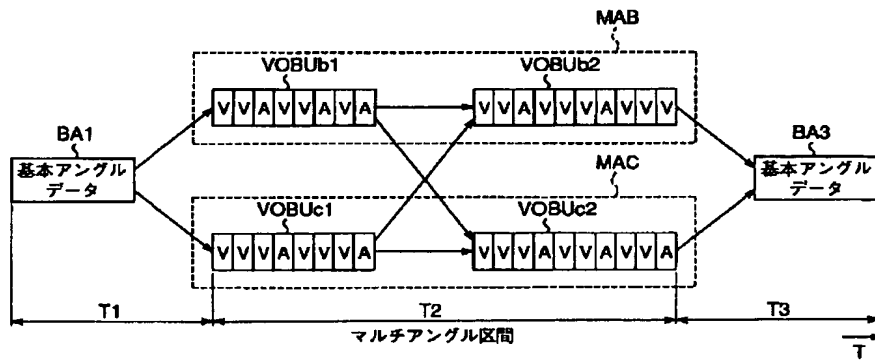 MAB
VOBUb1
VOBUb2
V V A V V A V A
V V A V V V A V V V
BA1
基本アングル
データ
BA3
基本アングル
データ
MAC
VOBUc1
VOBUc2
V V V A V V V A
V V V A V V A V V A
T1
T2
T3
マルチアングル区間
T